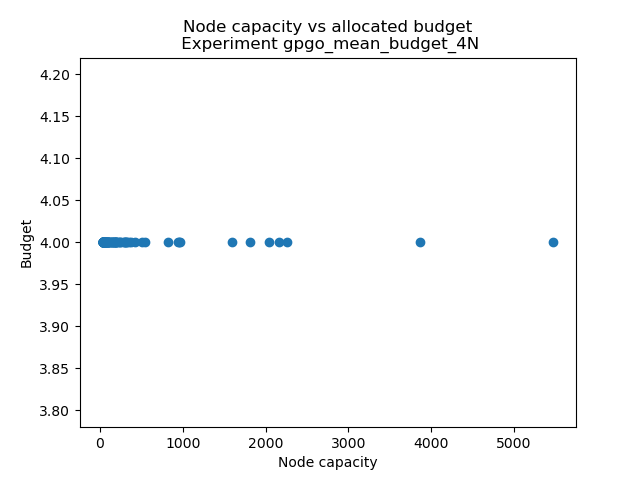 Node capacity vs allocated budget
Experiment gpgo_mean_budget_4N
4.20
4.15
4.10
4.05
4.00
3.95
3.90
3.85
3.80
Budget
0 1000 2000 3000 4000 5000
Node capacity